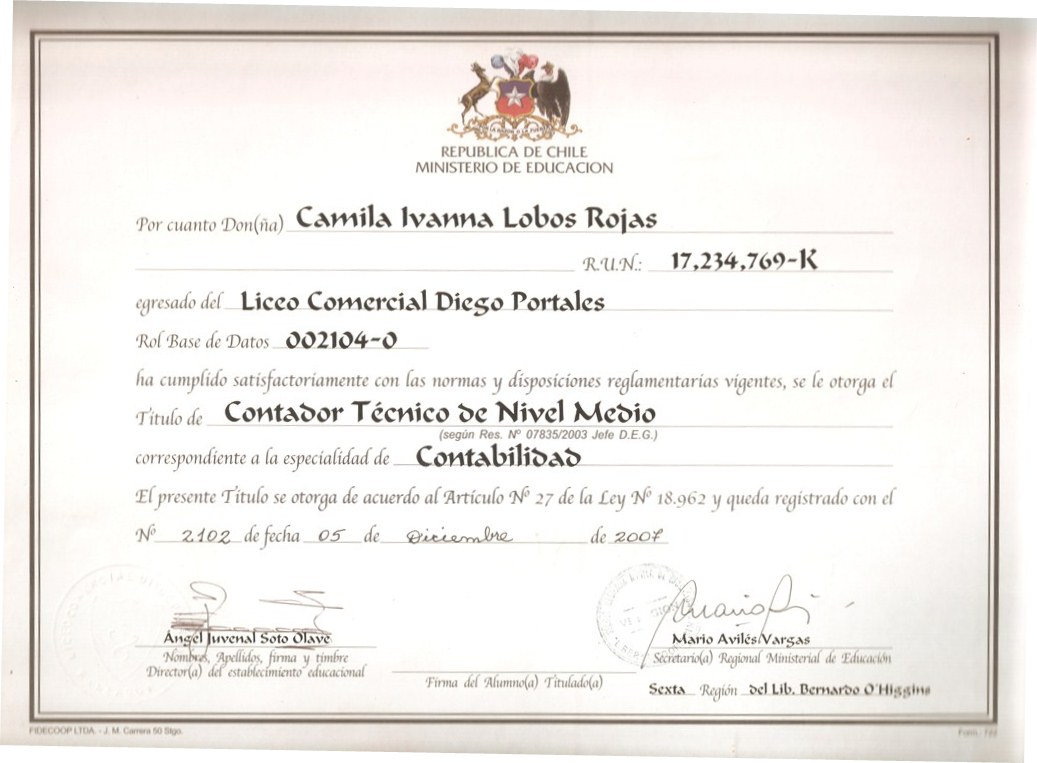 REPUBLICA DE CHILE
MINISTERIO DE EDUCACION
Por cuanto Don(ña) Camila Ivanna Lobos Rojas
R.U.N.: 17,234,769-K
egresado del Liceo Comercial Diego Portales
Rol Base de Datos 002104-0
ha cumplido satisfactoriamente con las normas y disposiciones reglamentarias vigentes, se le otorga el
Título de Contador Técnico de Nivel Medio
(según Res. Nº 07835/2003 Jefe D.E.G.)
correspondiente a la especialidad de Contabilidad
El presente Título se otorga de acuerdo al Artículo Nº 27 de la Ley Nº 18.962 y queda registrado con el
Nº 2102 de fecha 05 de Diciembre de 2007
Ángel Juvenal Soto Olave
Nombres, Apellidos, firma y timbre
Director(a) del establecimiento educacional
Firma del Alumno(a) Titulado(a)
Mario Avilés Vargas
Secretario(a) Regional Ministerial de Educación
Sexta Región del Lib. Bernardo O'Higgins
FIDECOOP LTDA. - J. M. Carrera 50 Stgo.
Form.